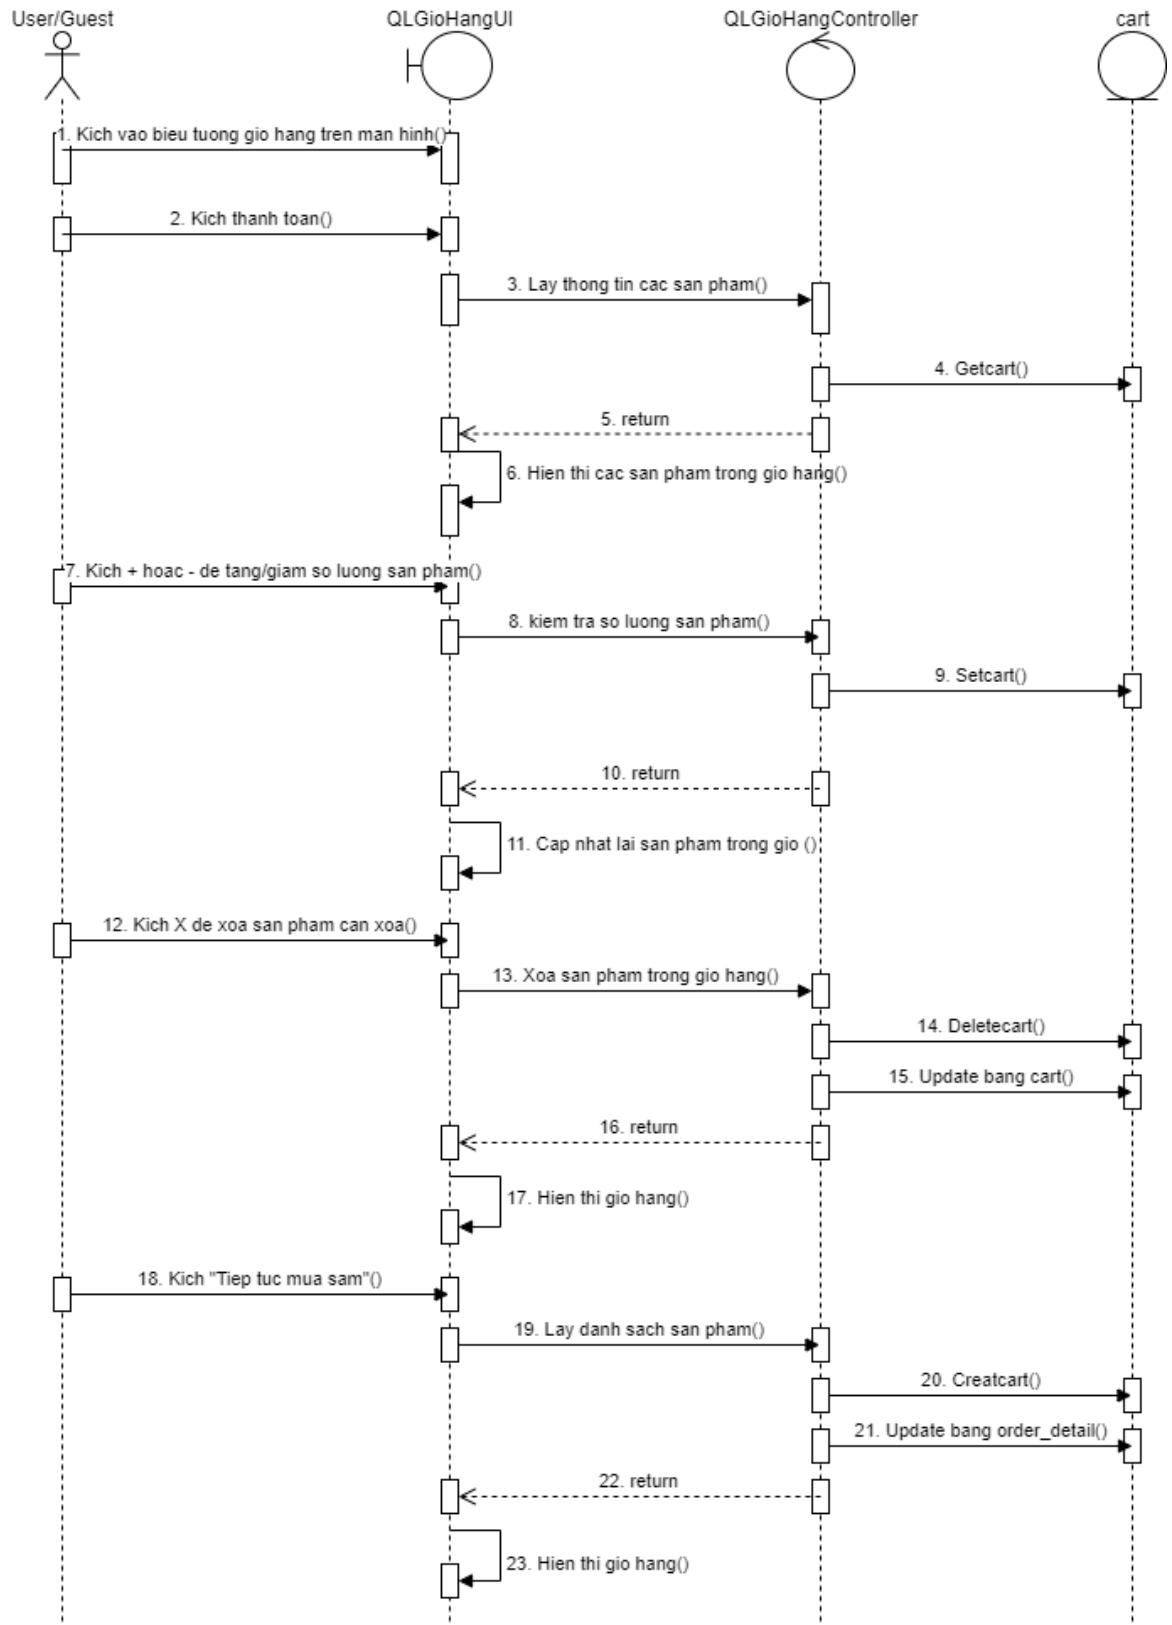 User/Guest
QLGioHangUI
QLGioHangController
cart
1. Kich vao bieu tuong gio hang tren man hinh()
2. Kich thanh toan()
3. Lay thong tin cac san pham()
4. Getcart()
5. return
6. Hien thi cac san pham trong gio hang()
7. Kich + hoac - de tang/giam so luong san pham()
8. kiem tra so luong san pham()
9. Setcart()
10. return
11. Cap nhat lai san pham trong gio ()
12. Kich X de xoa san pham can xoa()
13. Xoa san pham trong gio hang()
14. Deletecart()
15. Update bang cart()
16. return
17. Hien thi gio hang()
18. Kich "Tiep tuc mua sam"()
19. Lay danh sach san pham()
20. Creatcart()
21. Update bang order_detail()
22. return
23. Hien thi gio hang()